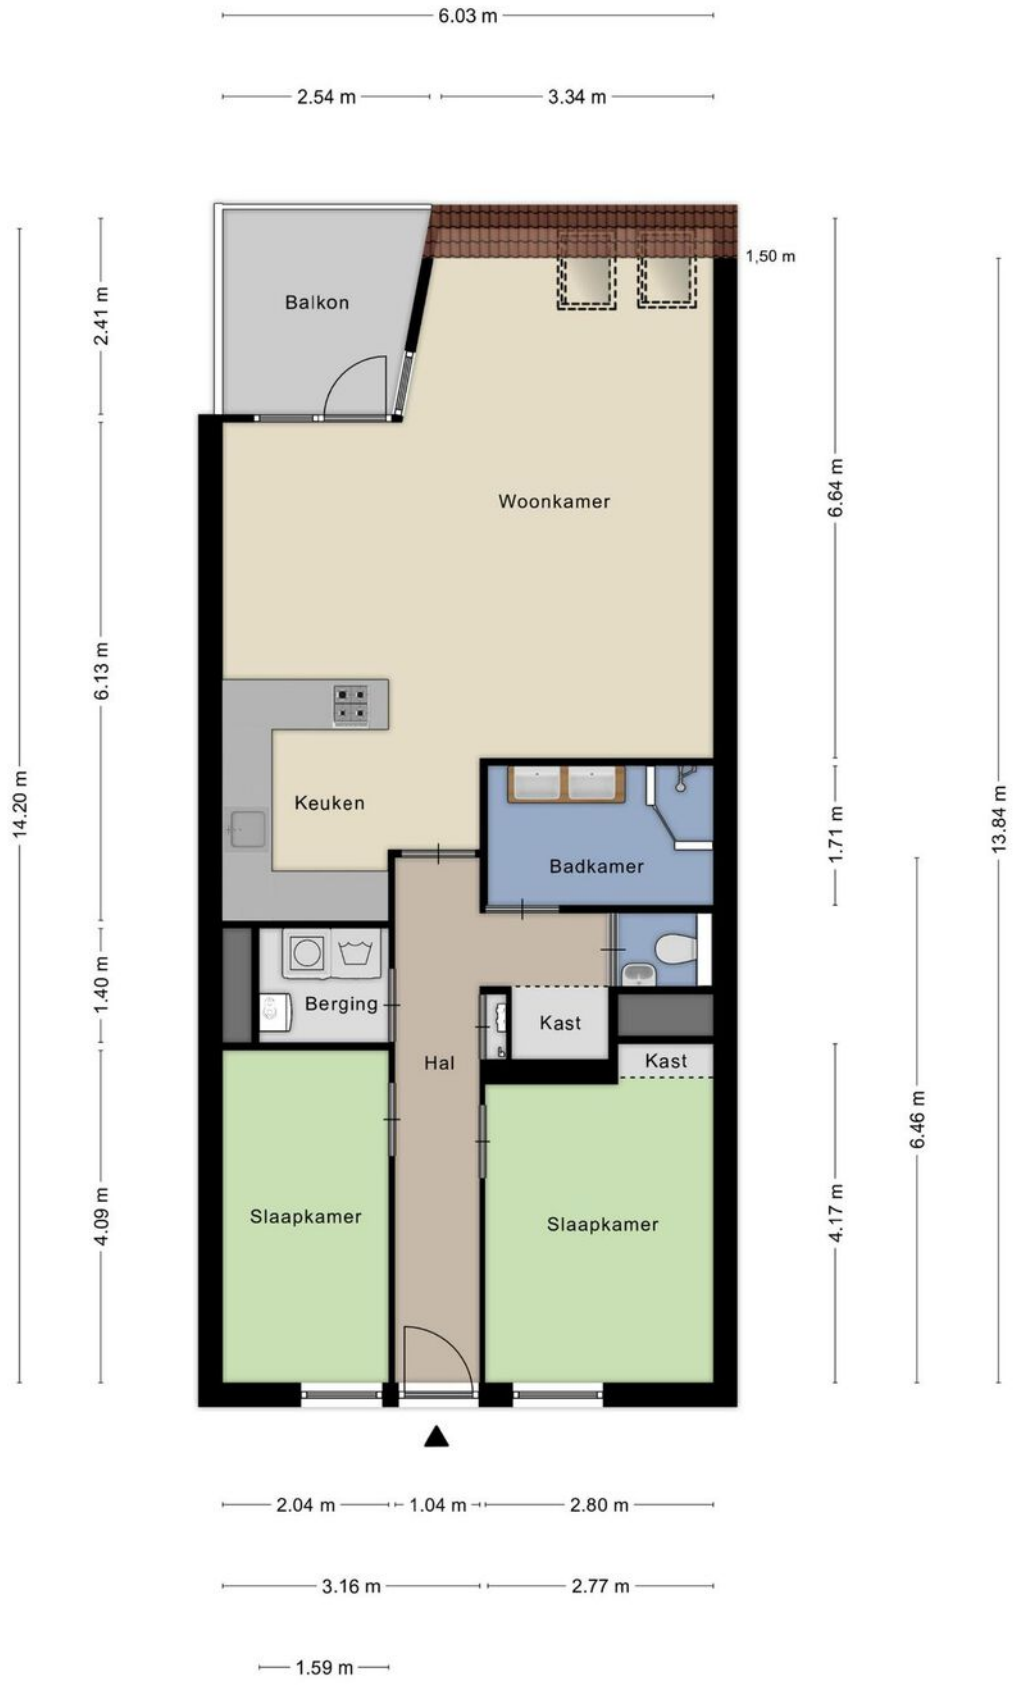 6.03 m
2.54 m
3.34 m
1,50 m
Balkon
2.41 m
Woonkamer
6.64 m
6.13 m
14.20 m
Keuken
13.84 m
1.71 m
Badkamer
1.40 m
Berging
Kast
Hal
Kast
6.46 m
4.09 m
Slaapkamer
Slaapkamer
4.17 m
2.04 m
1.04 m
2.80 m
3.16 m
2.77 m
1.59 m